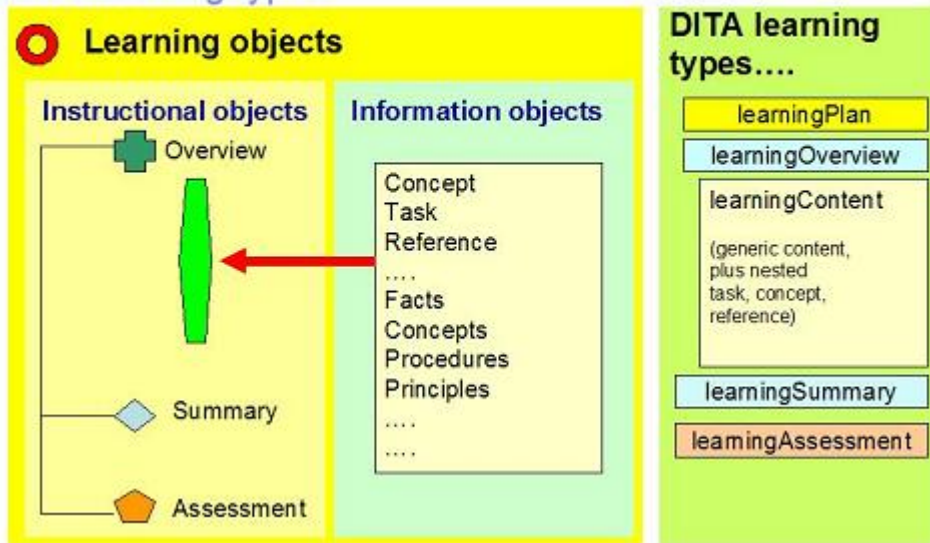 Learning objects
Instructional objects
Overview
Summary
Assessment
Information objects
Concept
Task
Reference
....
Facts
Concepts
Procedures
Principles
....
....
DITA learning
types....
learningPlan
learningOverview
learningContent
(generic content,
plus nested
task, concept,
reference)
learningSummary
learningAssessment